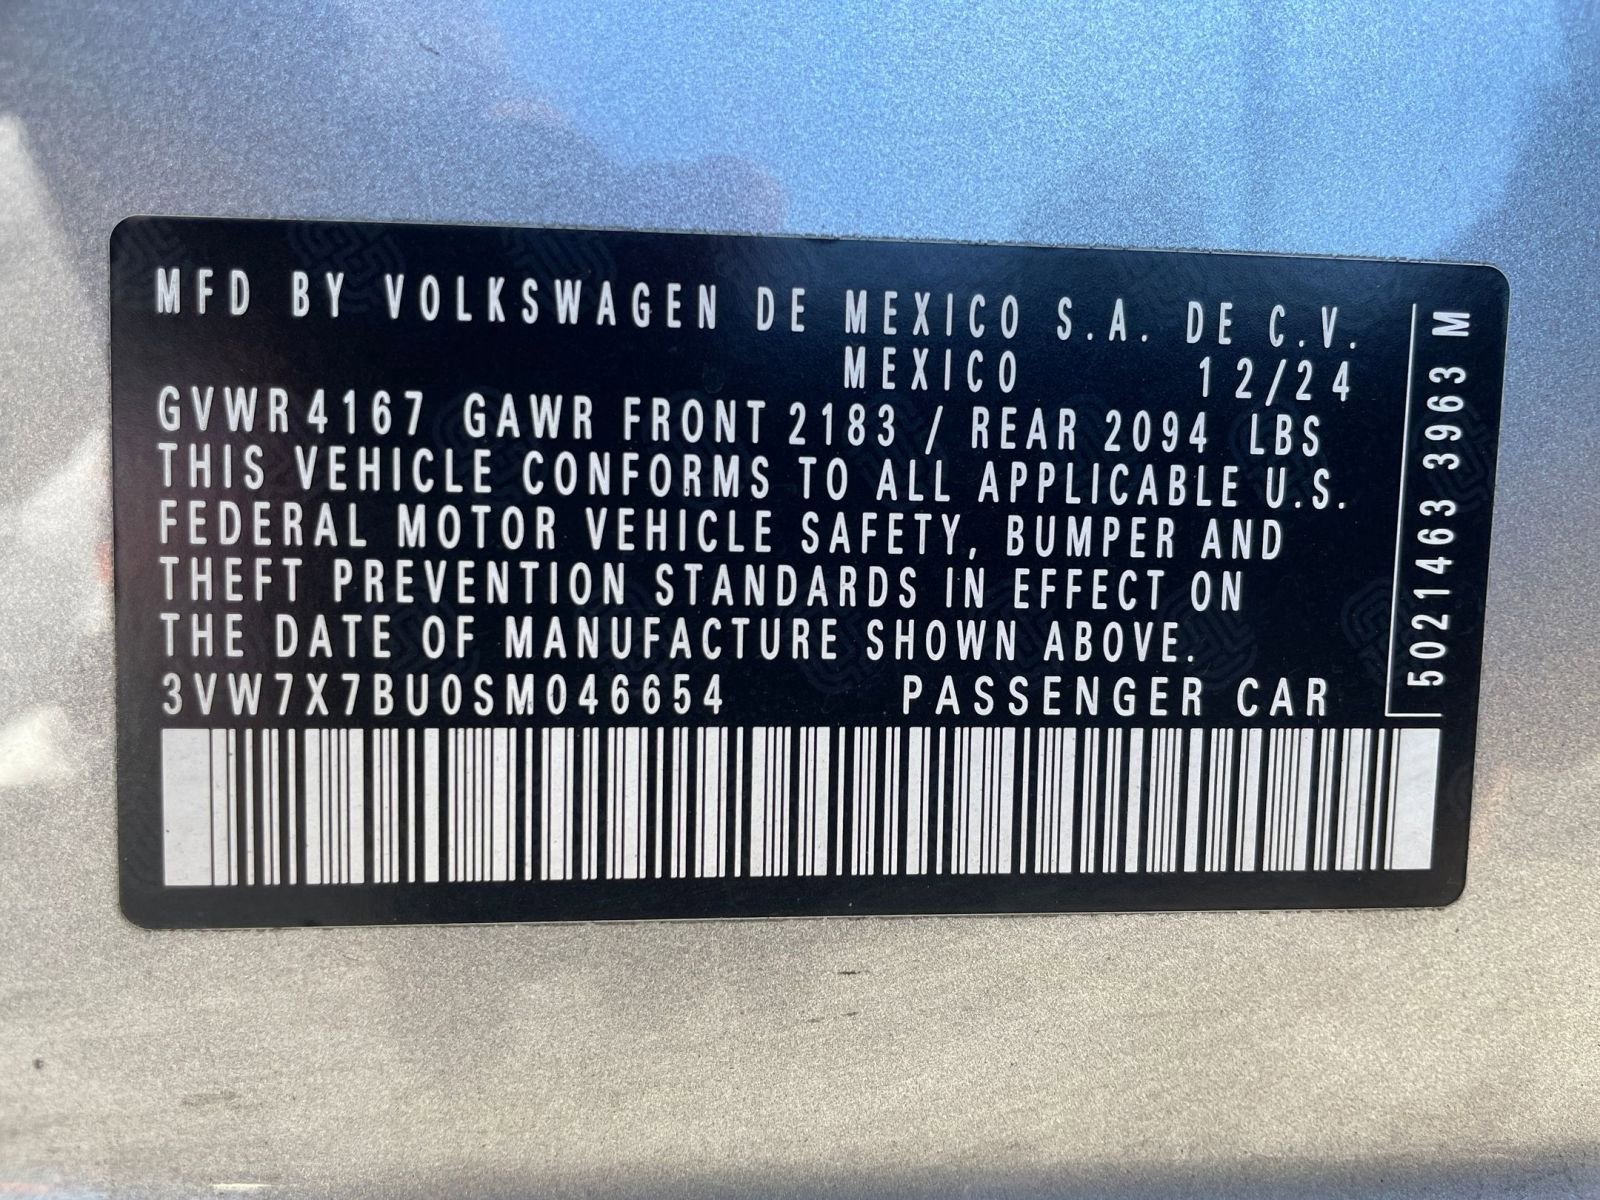 MFD BY VOLKSWAGEN DE MEXICO S.A. DE C.V.
MEXICO 12/24
GVWR 4167 GAWR FRONT 2183 / REAR 2094 LBS
THIS VEHICLE CONFORMS TO ALL APPLICABLE U.S.
FEDERAL MOTOR VEHICLE SAFETY, BUMPER AND
THEFT PREVENTION STANDARDS IN EFFECT ON
THE DATE OF MANUFACTURE SHOWN ABOVE.
3VW7X7BU0SM046654 PASSENGER CAR
5021463 3963 M